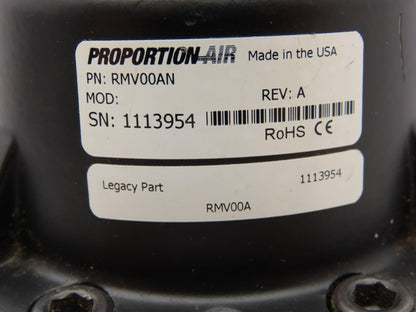 PROPORTION-AIR Made in the USA
PN: RMV00AN
MOD: REV: A
SN: 1113954
RoHS CE
Legacy Part 1113954
RMV00A